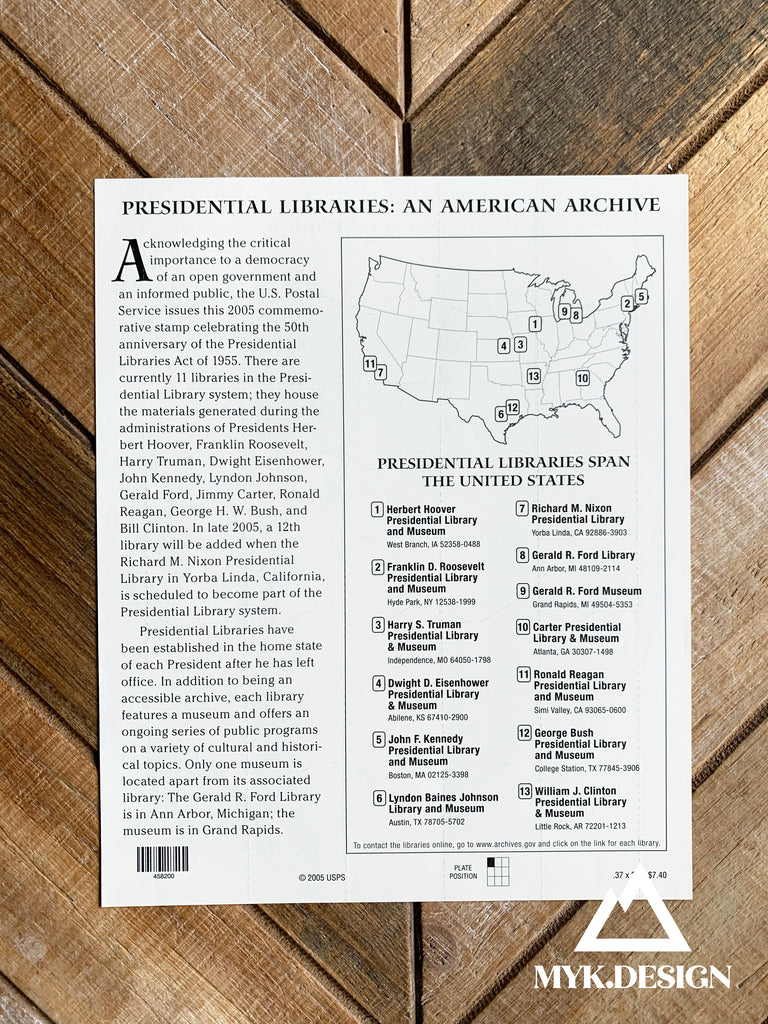 PRESIDENTIAL LIBRARIES: AN AMERICAN ARCHIVE
Acknowledging the critical
importance to a democracy
of an open government and
an informed public, the U.S. Postal
Service issues this 2005 commemo-
rative stamp celebrating the 50th
anniversary of the Presidential
Libraries Act of 1955. There are
currently 11 libraries in the Presi-
dential Library system; they house
the materials generated during the
administrations of Presidents Her-
bert Hoover, Franklin Roosevelt,
Harry Truman, Dwight Eisenhower,
John Kennedy, Lyndon Johnson,
Gerald Ford, Jimmy Carter, Ronald
Reagan, George H. W. Bush, and
Bill Clinton. In late 2005, a 12th
library will be added when the
Richard M. Nixon Presidential
Library in Yorba Linda, California,
is scheduled to become part of the
Presidential Library system.
Presidential Libraries have
been established in the home state
of each President after he has left
office. In addition to being an
accessible archive, each library
features a museum and offers an
ongoing series of public programs
on a variety of cultural and histori-
cal topics. Only one museum is
located apart from its associated
library: The Gerald R. Ford Library
is in Ann Arbor, Michigan; the
museum is in Grand Rapids.
5
2
9 8
1
4 3
11
7
13
10
12
6
PRESIDENTIAL LIBRARIES SPAN
THE UNITED STATES
1 Herbert Hoover
Presidential Library
and Museum
West Branch, IA 52358-0488
2 Franklin D. Roosevelt
Presidential Library
and Museum
Hyde Park, NY 12538-1999
3 Harry S. Truman
Presidential Library
& Museum
Independence, MO 64050-1798
4 Dwight D. Eisenhower
Presidential Library
& Museum
Abilene, KS 67410-2900
5 John F. Kennedy
Presidential Library
and Museum
Boston, MA 02125-3398
6 Lyndon Baines Johnson
Library and Museum
Austin, TX 78705-5702
7 Richard M. Nixon
Presidential Library
Yorba Linda, CA 92886-3903
8 Gerald R. Ford Library
Ann Arbor, MI 48109-2114
9 Gerald R. Ford Museum
Grand Rapids, MI 49504-5353
10 Carter Presidential
Library & Museum
Atlanta, GA 30307-1498
11 Ronald Reagan
Presidential Library
and Museum
Simi Valley, CA 93065-0600
12 George Bush
Presidential Library
and Museum
College Station, TX 77845-3906
13 William J. Clinton
Presidential Library
& Museum
Little Rock, AR 72201-1213
To contact the libraries online, go to www.archives.gov and click on the link for each library.
458200
© 2005 USPS
PLATE
POSITION
.37 x $7.40
MYK.DESIGN